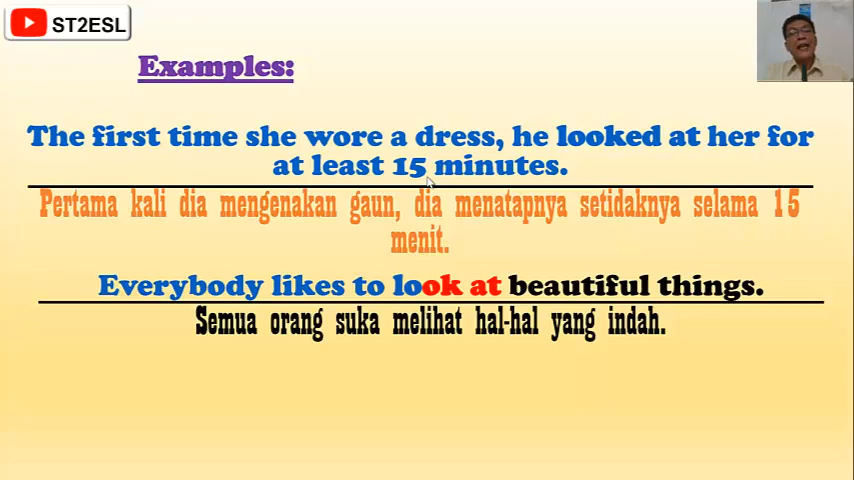 ST2ESL
Examples:
The first time she wore a dress, he looked at her for
at least 15 minutes.
Pertama kali dia mengenakan gaun, dia menatapnya setidaknya selama 15
menit.
Everybody likes to look at beautiful things.
Semua orang suka melihat hal-hal yang indah.